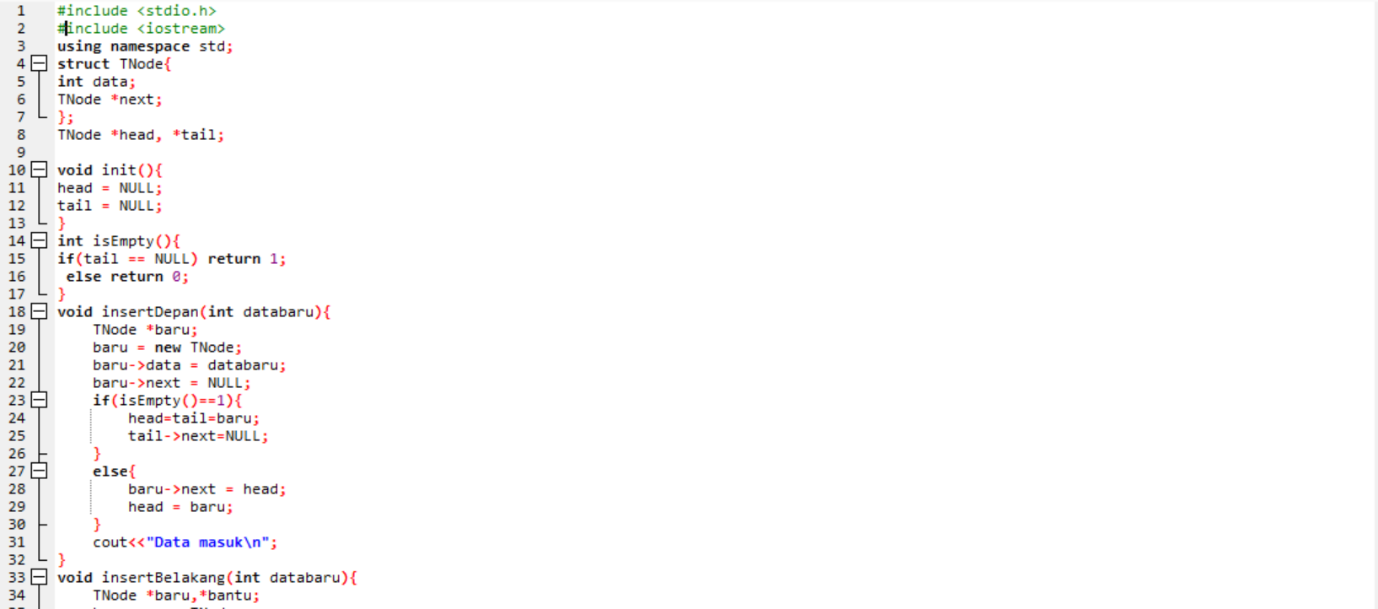 1 #include <stdio.h>
2 #include <iostream>
3 using namespace std;
4 struct TNode{
5 int data;
6 TNode *next;
7 };
8 TNode *head, *tail;
9
10 void init(){
11 head = NULL;
12 tail = NULL;
13 }
14 int isEmpty(){
15 if(tail == NULL) return 1;
16 else return 0;
17 }
18 void insertDepan(int databaru){
19 TNode *baru;
20 baru = new TNode;
21 baru->data = databaru;
22 baru->next = NULL;
23 if(isEmpty()==1){
24 head=tail=baru;
25 tail->next=NULL;
26 }
27 else{
28 baru->next = head;
29 head = baru;
30 }
31 cout<<"Data masuk\n";
32 }
33 void insertBelakang(int databaru){
34 TNode *baru,*bantu;